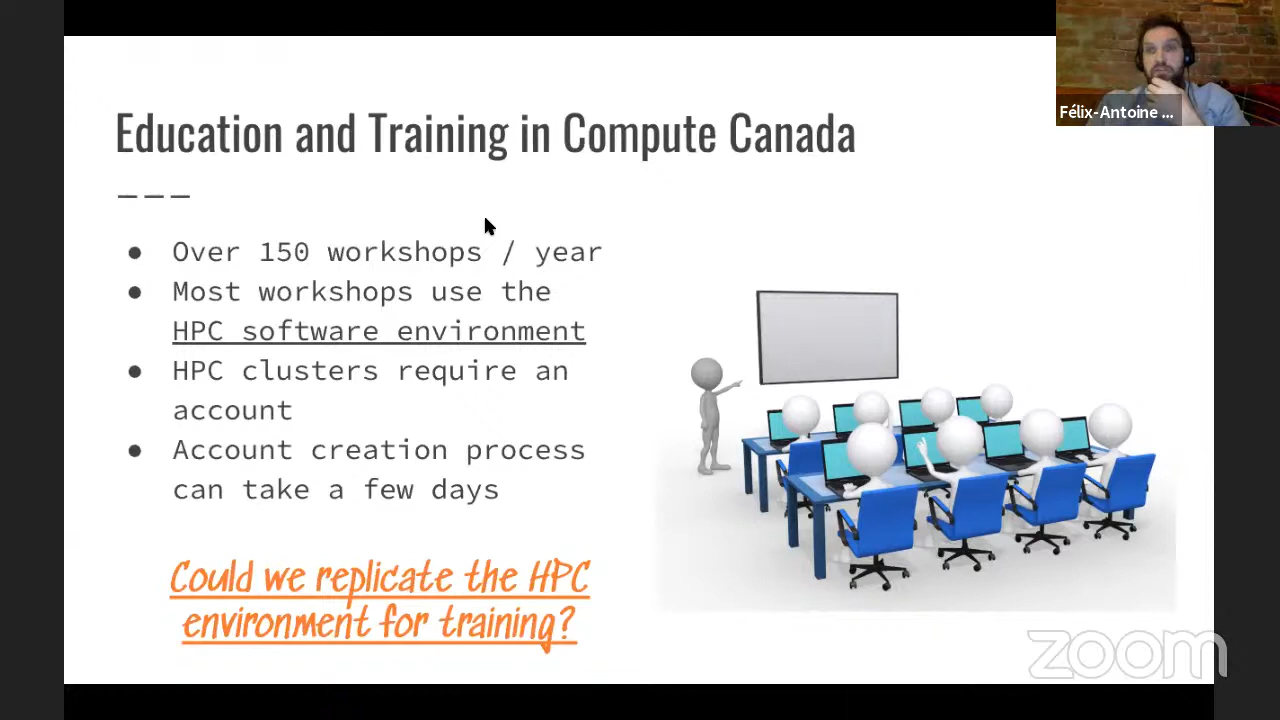 Félix-Antoine ...
Education and Training in Compute Canada
● Over 150 workshops / year
● Most workshops use the
HPC software environment
● HPC clusters require an
account
● Account creation process
can take a few days
Could we replicate the HPC
environment for training?
zoom